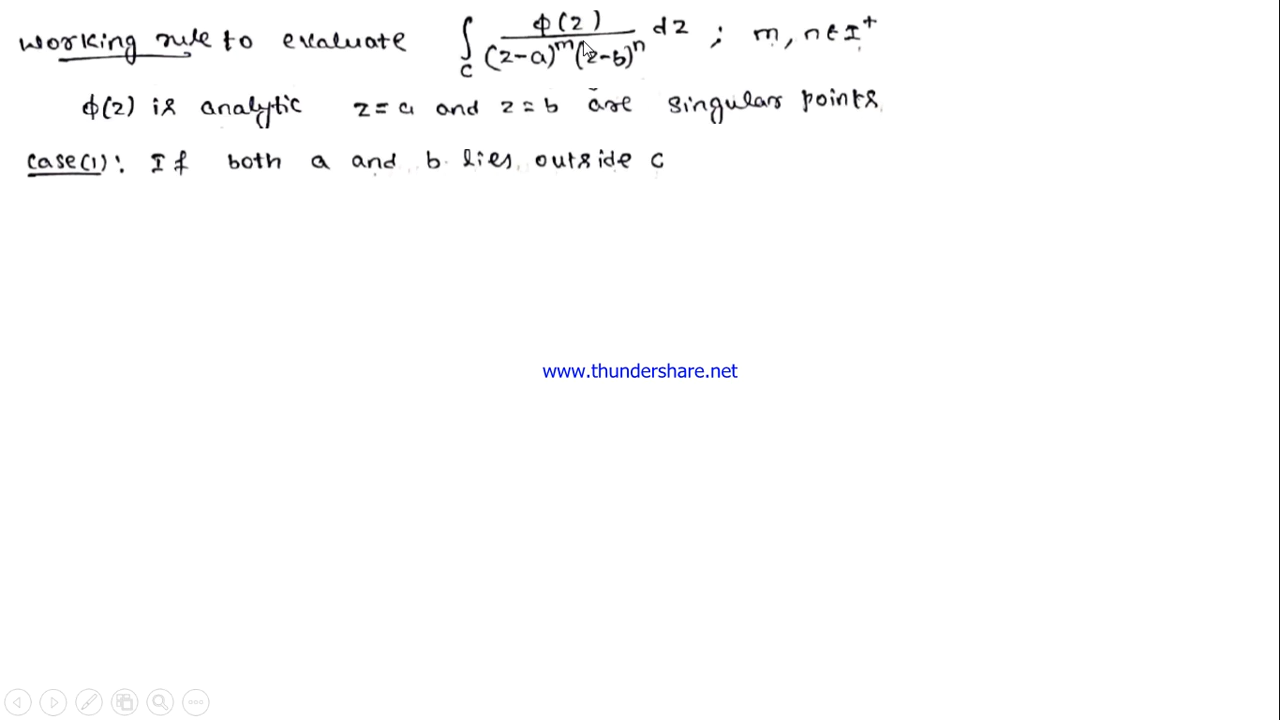 working rule to evaluate ∫_C φ(z)/((z-a)^m (z-b)^n) dz ; m, n ∈ I⁺
φ(z) is analytic z = a and z = b are singular points
case(1): If both a and b lies outside c
www.thundershare.net